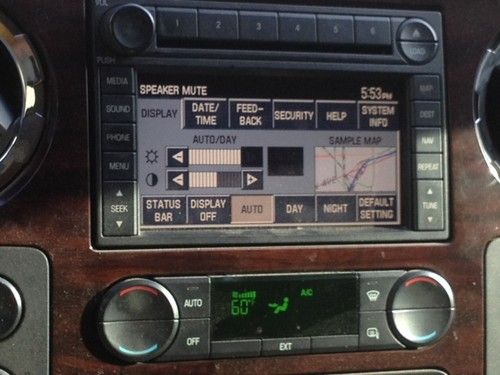 VOL
1 2 3 4 5 6
LOAD
PUSH
MEDIA
SOUND
PHONE
MENU
SEEK
SPEAKER MUTE 5:53PM
DISPLAY DATE/TIME FEED-BACK SECURITY HELP SYSTEM INFO
AUTO/DAY SAMPLE MAP
STATUS BAR DISPLAY OFF AUTO DAY NIGHT DEFAULT SETTING
MAP
DEST
NAV
REPEAT
TUNE
AUTO
OFF
60° A/C
EXT